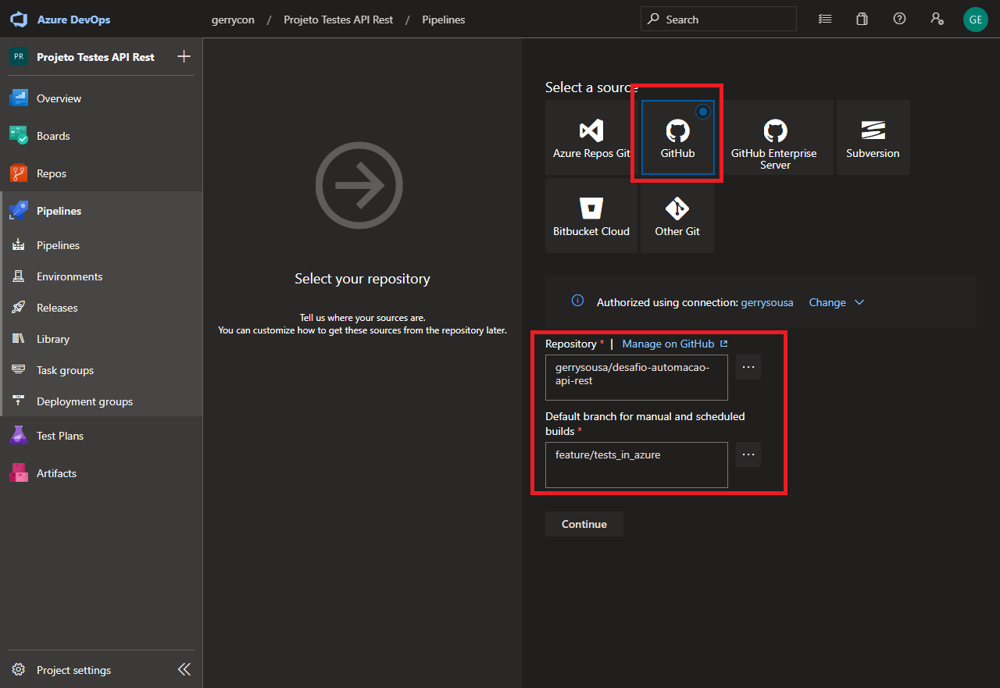 Azure DevOps
gerrycon / Projeto Testes API Rest / Pipelines
Search
GE
PR
Projeto Testes API Rest
Overview
Boards
Repos
Pipelines
Pipelines
Environments
Releases
Library
Task groups
Deployment groups
Test Plans
Artifacts
Project settings
Select your repository
Tell us where your sources are.
You can customize how to get these sources from the repository later.
Select a source
Azure Repos Git
GitHub
GitHub Enterprise
Server
Subversion
Bitbucket Cloud
Other Git
Authorized using connection: gerrysousa Change
Repository * | Manage on GitHub
gerrysousa/desafio-automacao-
api-rest
...
Default branch for manual and scheduled
builds *
feature/tests_in_azure
...
Continue